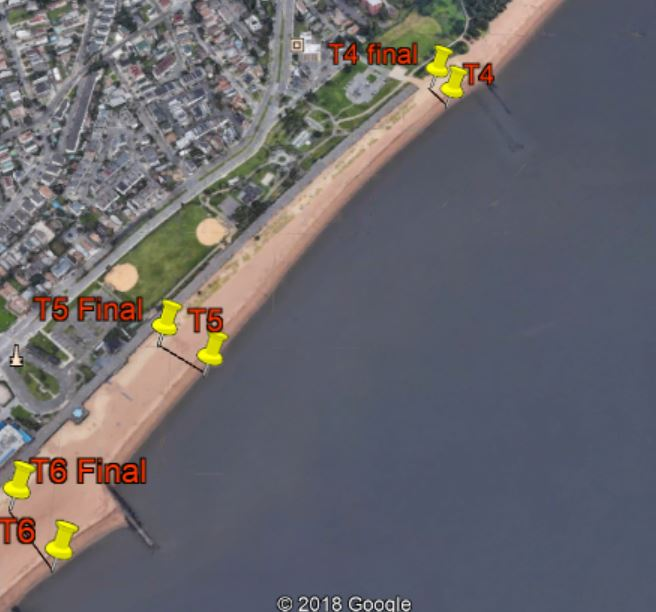 T4 final
T4
T5 Final
T5
T6 Final
T6
© 2018 Google